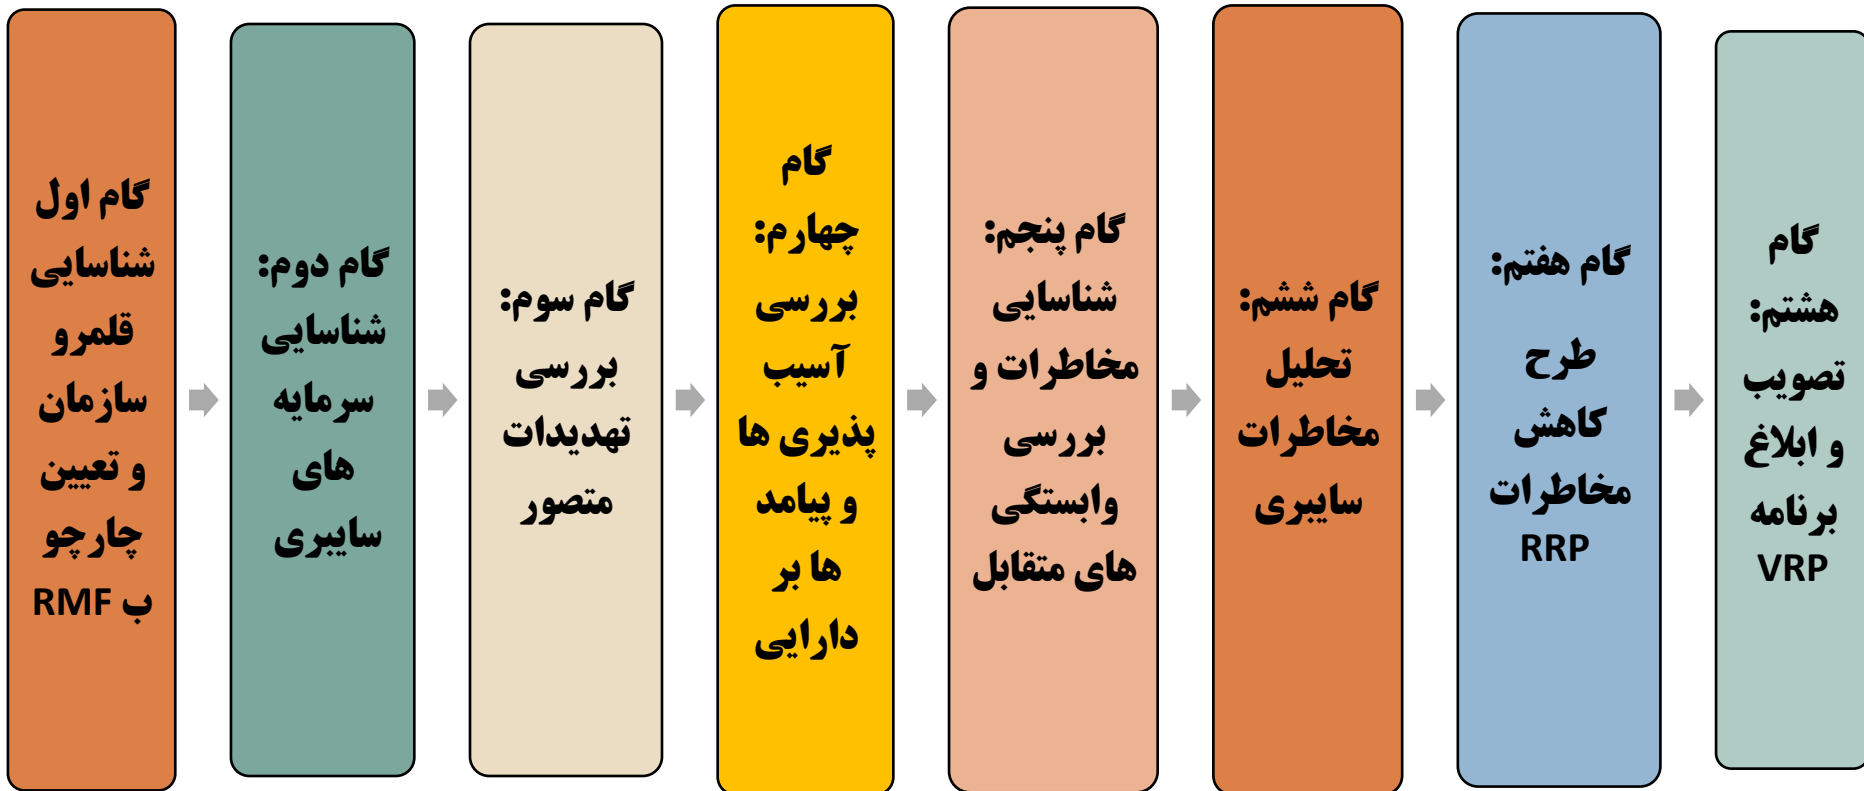 گام اول
شناسایی
قلمرو
سازمان
و تعیین
چارچو
ب RMF
گام دوم:
شناسایی
سرمایه
های
سایبری
گام سوم:
بررسی
تهدیدات
متصور
گام
چهارم:
بررسی
آسیب
پذیری ها
و پیامد
ها بر
دارایی
گام پنجم:
شناسایی
مخاطرات و
بررسی
وابستگی
های متقابل
گام ششم:
تحلیل
مخاطرات
سایبری
گام هفتم:
طرح
کاهش
مخاطرات
RRP
گام
هشتم:
تصویب
و ابلاغ
برنامه
VRP